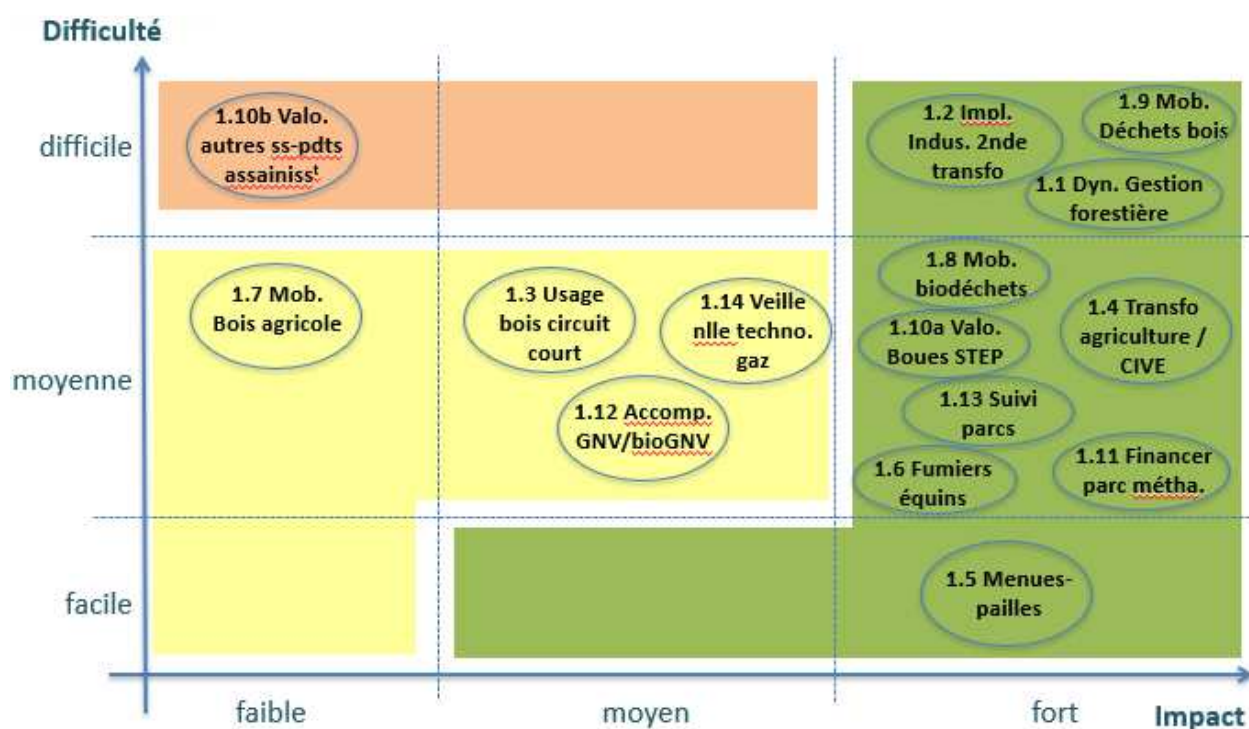 Difficulté
difficile
1.10b Valo.
autres ss-pdts
assainissᵗ
1.2 Impl.
Indus. 2nde
transfo
1.9 Mob.
Déchets bois
1.1 Dyn. Gestion
forestière
moyenne
1.7 Mob.
Bois agricole
1.3 Usage
bois circuit
court
1.14 Veille
nlle techno.
gaz
1.12 Accomp.
GNV/bioGNV
1.8 Mob.
biodéchets
1.10a Valo.
Boues STEP
1.4 Transfo
agriculture /
CIVE
1.13 Suivi
parcs
1.6 Fumiers
équins
1.11 Financer
parc métha.
facile
1.5 Menues-
pailles
faible
moyen
fort
Impact